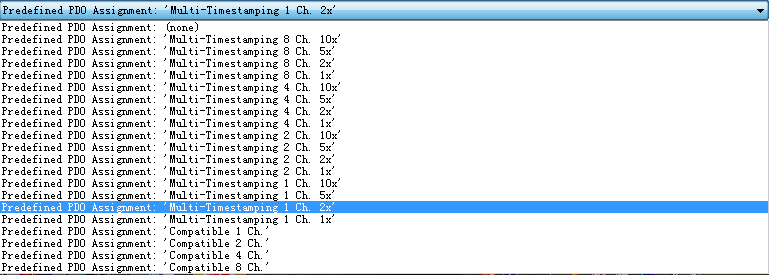 Predefined PDO Assignment: 'Multi-Timestamping 1 Ch. 2x'
Predefined PDO Assignment: (none)
Predefined PDO Assignment: 'Multi-Timestamping 8 Ch. 10x'
Predefined PDO Assignment: 'Multi-Timestamping 8 Ch. 5x'
Predefined PDO Assignment: 'Multi-Timestamping 8 Ch. 2x'
Predefined PDO Assignment: 'Multi-Timestamping 8 Ch. 1x'
Predefined PDO Assignment: 'Multi-Timestamping 4 Ch. 10x'
Predefined PDO Assignment: 'Multi-Timestamping 4 Ch. 5x'
Predefined PDO Assignment: 'Multi-Timestamping 4 Ch. 2x'
Predefined PDO Assignment: 'Multi-Timestamping 4 Ch. 1x'
Predefined PDO Assignment: 'Multi-Timestamping 2 Ch. 10x'
Predefined PDO Assignment: 'Multi-Timestamping 2 Ch. 5x'
Predefined PDO Assignment: 'Multi-Timestamping 2 Ch. 2x'
Predefined PDO Assignment: 'Multi-Timestamping 2 Ch. 1x'
Predefined PDO Assignment: 'Multi-Timestamping 1 Ch. 10x'
Predefined PDO Assignment: 'Multi-Timestamping 1 Ch. 5x'
Predefined PDO Assignment: 'Multi-Timestamping 1 Ch. 2x'
Predefined PDO Assignment: 'Multi-Timestamping 1 Ch. 1x'
Predefined PDO Assignment: 'Compatible 1 Ch.'
Predefined PDO Assignment: 'Compatible 2 Ch.'
Predefined PDO Assignment: 'Compatible 4 Ch.'
Predefined PDO Assignment: 'Compatible 8 Ch.'